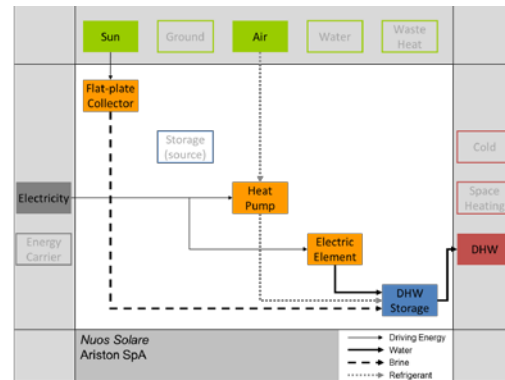 Sun
Ground
Air
Water
Waste
Heat
Flat-plate
Collector
Storage
(source)
Cold
Electricity
Heat
Pump
Space
Heating
Energy
Carrier
Electric
Element
DHW
DHW
Storage
Nuos Solare
Ariston SpA
Driving Energy
Water
Brine
Refrigerant